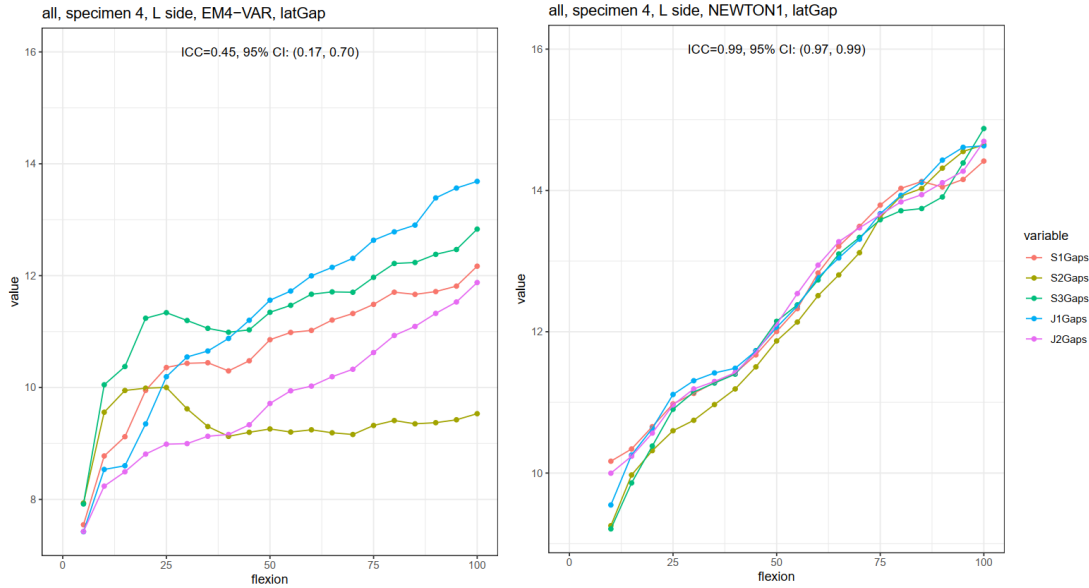 all, specimen 4, L side, EM4−VAR, latGap
ICC=0.45, 95% CI: (0.17, 0.70)
16
14
12
10
8
value
0
25
50
75
100
flexion
all, specimen 4, L side, NEWTON1, latGap
ICC=0.99, 95% CI: (0.97, 0.99)
16
14
12
10
value
0
25
50
75
100
flexion
variable
S1Gaps
S2Gaps
S3Gaps
J1Gaps
J2Gaps